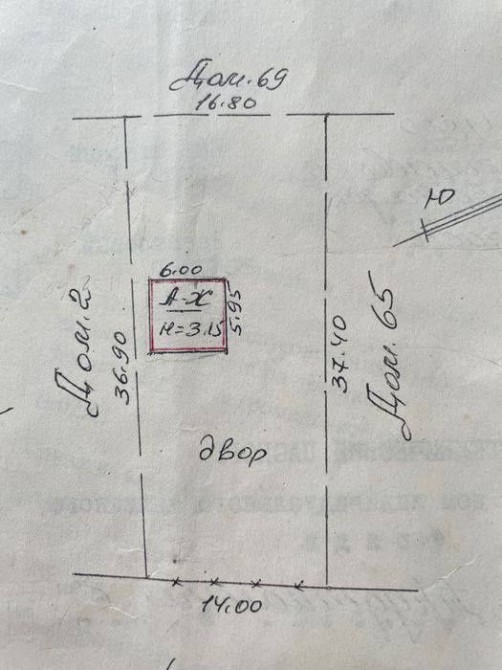 Дом. 69
16.80
Ю
6.00
А-Ж
Н=3.15
5.95
Дом. 2
36.90
37.40
Дом. 65
двор
14.00